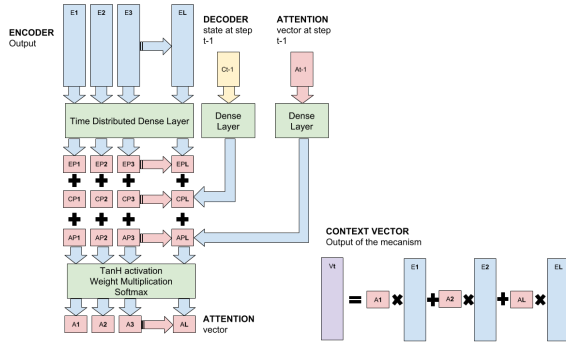 ENCODER
Output
E1 E2 E3 EL
DECODER
state at step
t-1
ATTENTION
vector at step
t-1
Ct-1
At-1
Time Distributed Dense Layer
Dense
Layer
Dense
Layer
EP1 EP2 EP3 EPL
CP1 CP2 CP3 CPL
AP1 AP2 AP3 APL
TanH activation
Weight Multiplication
Softmax
A1 A2 A3 AL
ATTENTION
vector
CONTEXT VECTOR
Output of the mecanism
Vt
E1 E2 EL
= A1 × + A2 × + AL ×